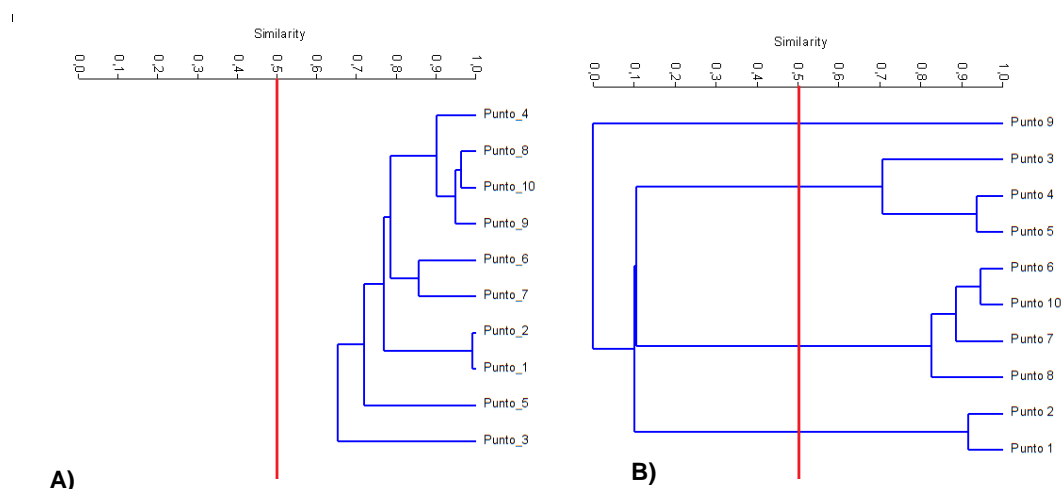 Similarity
0,0 0,1 0,2 0,3 0,4 0,5 0,6 0,7 0,8 0,9 1,0
Punto_4
Punto_8
Punto_10
Punto_9
Punto_6
Punto_7
Punto_2
Punto_1
Punto_5
Punto_3
A)
Similarity
0,0 0,1 0,2 0,3 0,4 0,5 0,6 0,7 0,8 0,9 1,0
Punto 9
Punto 3
Punto 4
Punto 5
Punto 6
Punto 10
Punto 7
Punto 8
Punto 2
Punto 1
B)